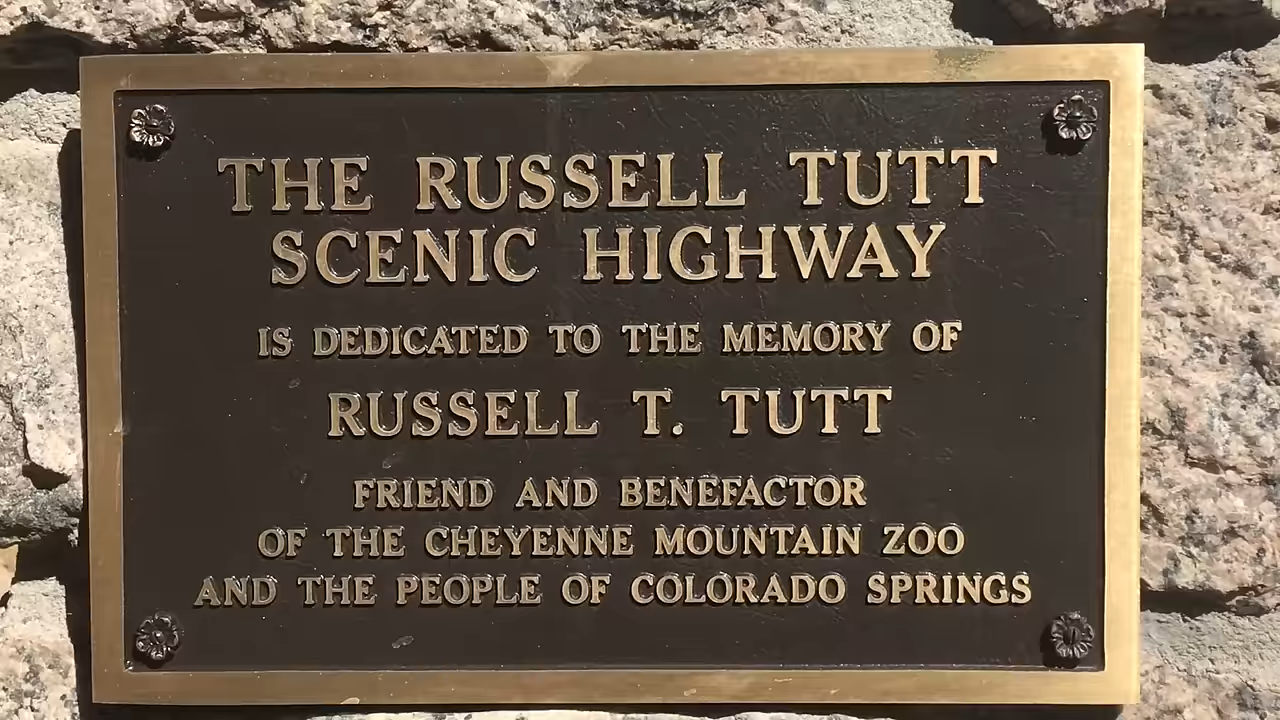 THE RUSSELL TUTT
SCENIC HIGHWAY
IS DEDICATED TO THE MEMORY OF
RUSSELL T. TUTT
FRIEND AND BENEFACTOR
OF THE CHEYENNE MOUNTAIN ZOO
AND THE PEOPLE OF COLORADO SPRINGS